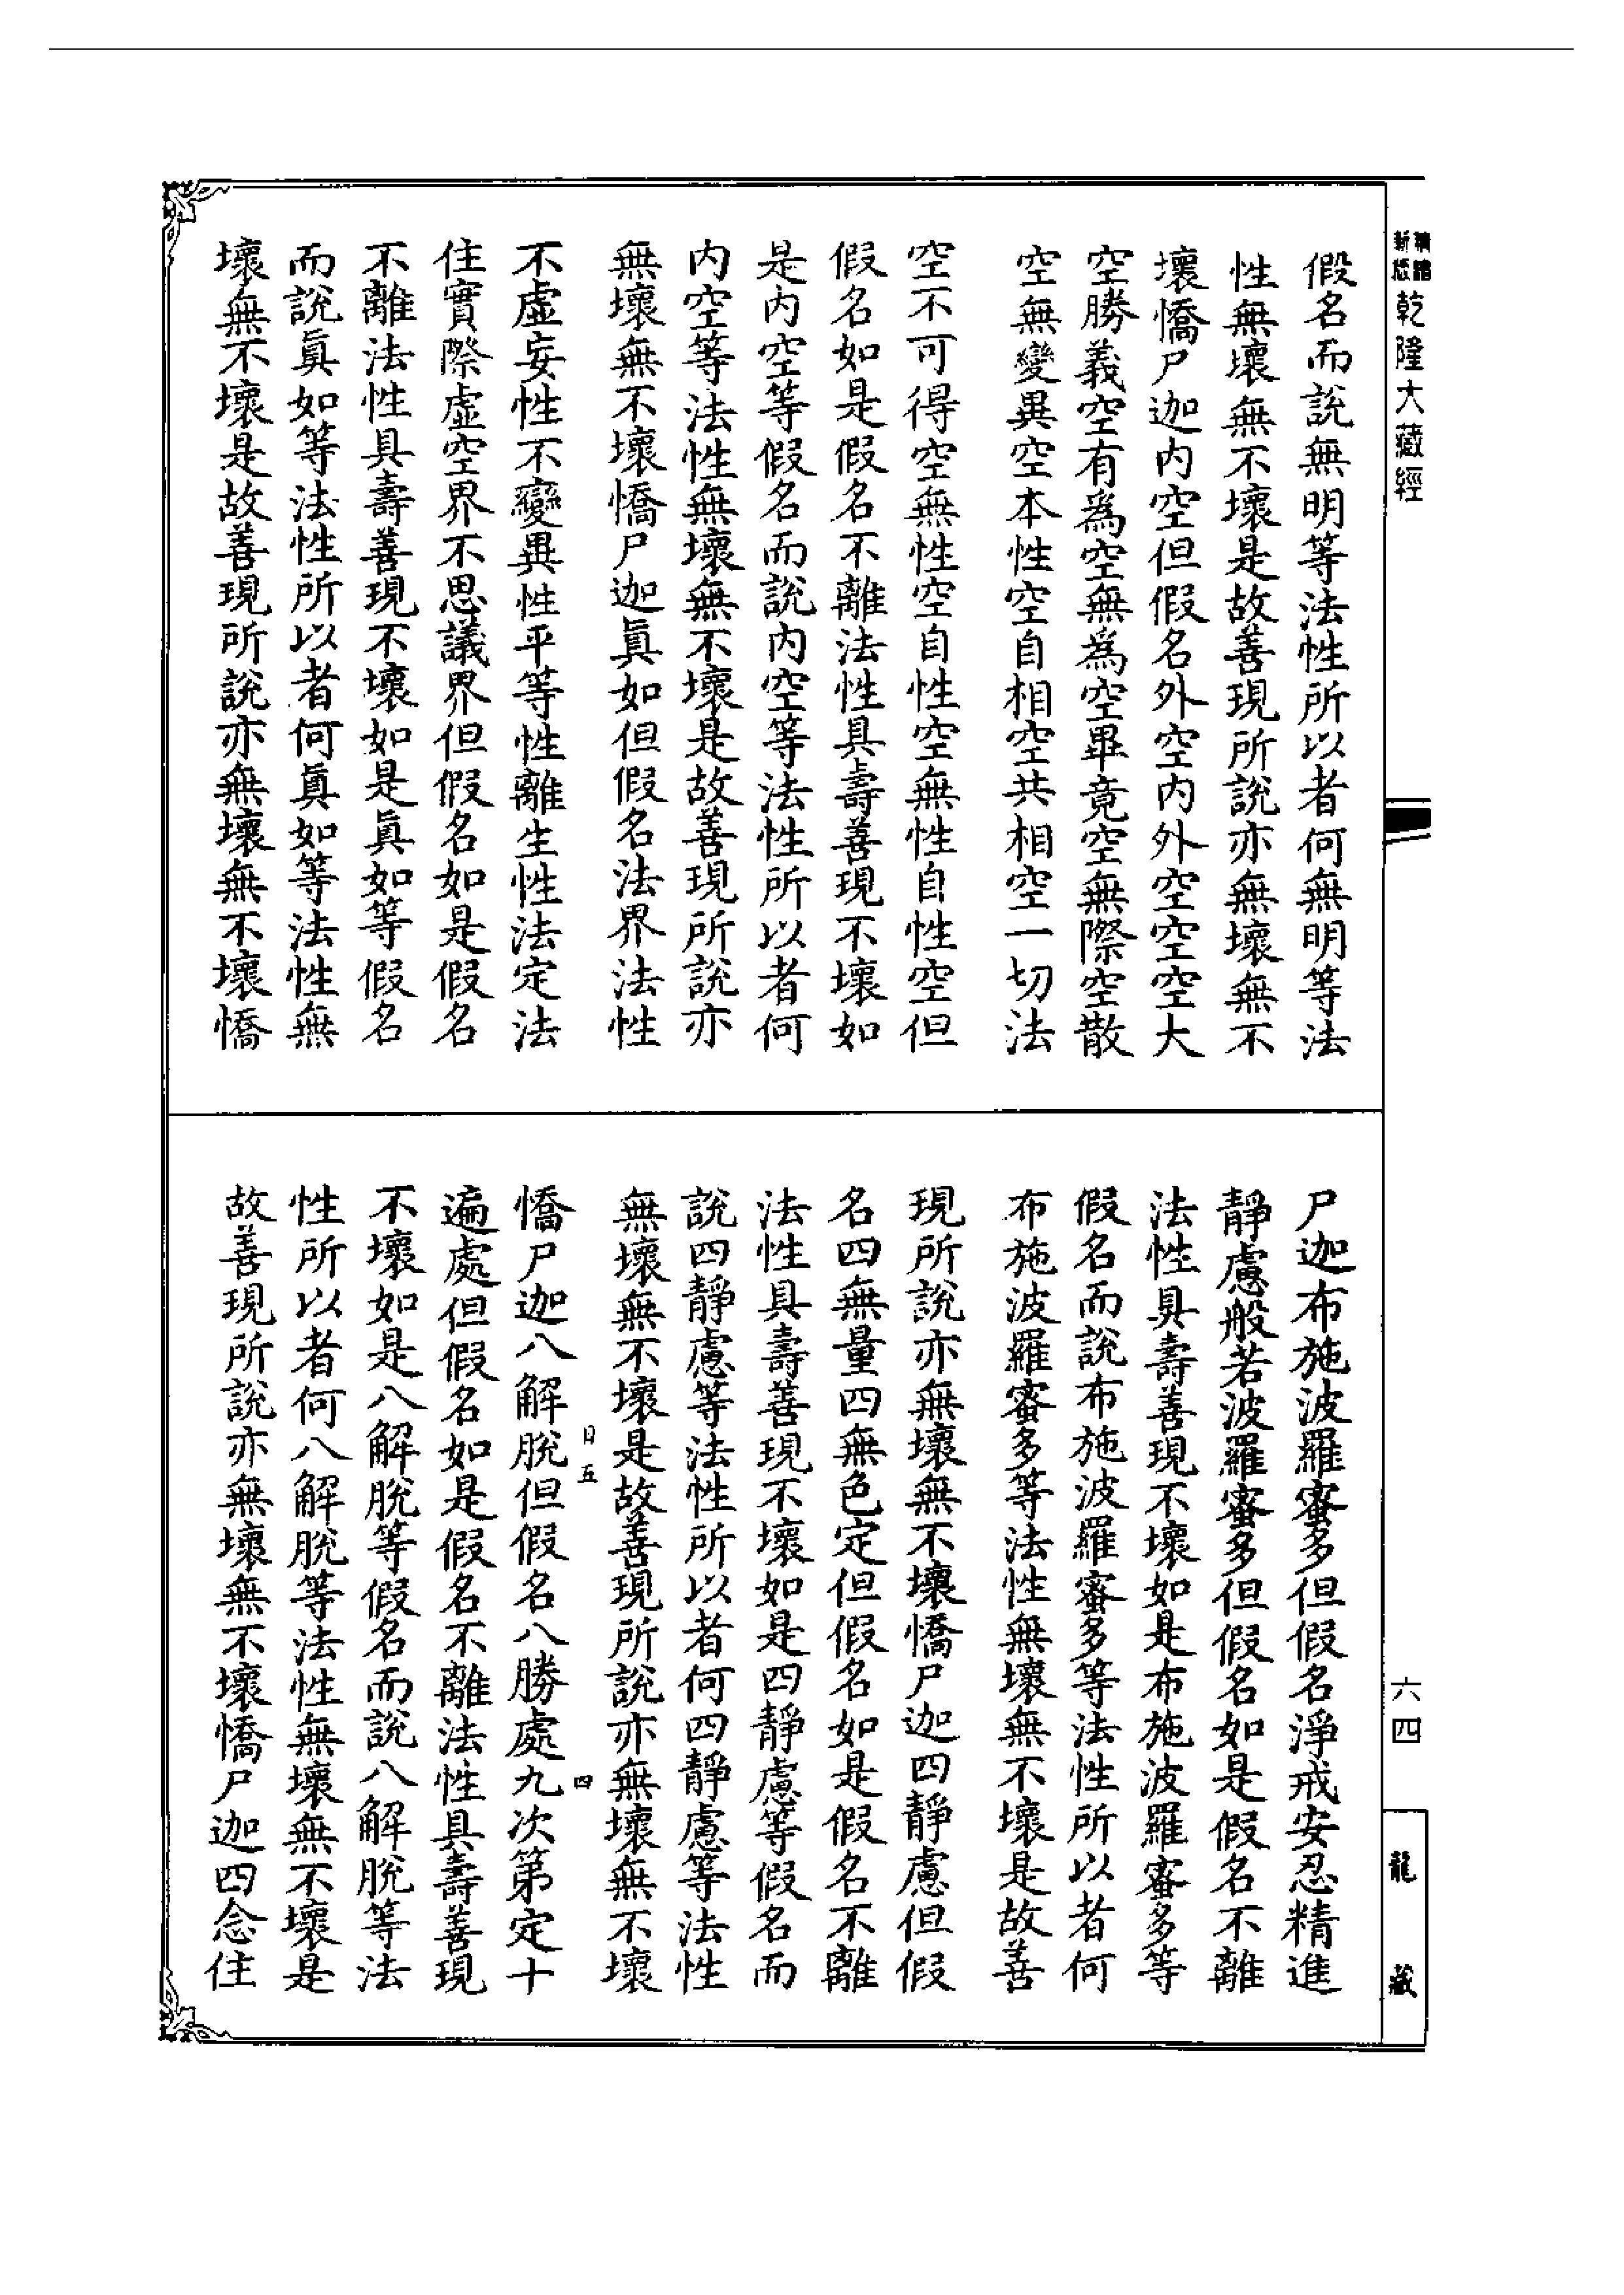 乾隆大藏經
假名而說無明等法性所以者何無明等法
性無壞無不壞是故善現所說亦無壞無不
壞憍尸迦內空但假名外空內外空空空大
空勝義空有為空無為空畢竟空無際空散
空無變異空本性空自相空共相空一切法
空不可得空無性空自性空無性自性空但
假名如是假名不離法性具壽善現不壞如
是內空等假名而說內空等法性所以者何
內空等法性無壞無不壞是故善現所說亦
無壞無不壞憍尸迦眞如但假名法界法性
不虛妄性不變異性平等性離生性法定法
住實際虛空界不思議界但假名如是假名
不離法性具壽善現不壞如是眞如等假名
而說眞如等法性所以者何眞如等法性無
壞無不壞是故善現所說亦無壞無不壞憍
尸迦布施波羅蜜多但假名淨戒安忍精進
靜慮般若波羅蜜多但假名如是假名不離
法性具壽善現不壞如是布施波羅蜜多等
假名而說布施波羅蜜多等法性所以者何
布施波羅蜜多等法性無壞無不壞是故善
現所說亦無壞無不壞憍尸迦四靜慮但假
名四無量四無色定但假名如是假名不離
法性具壽善現不壞如是四靜慮等假名而
說四靜慮等法性所以者何四靜慮等法性
無壞無不壞是故善現所說亦無壞無不壞
日五 四
憍尸迦八解脫但假名八勝處九次第定十
遍處但假名如是假名不離法性具壽善現
不壞如是八解脫等假名而說八解脫等法
性所以者何八解脫等法性無壞無不壞是
故善現所說亦無壞無不壞憍尸迦四念住
六四
龍藏